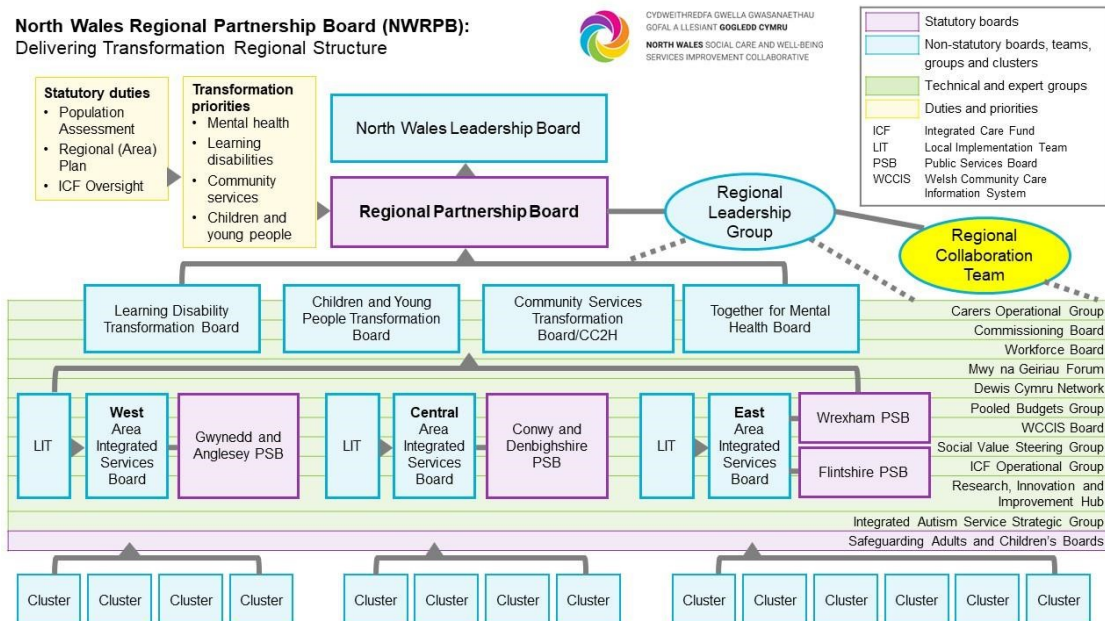 North Wales Regional Partnership Board (NWRPB):
Delivering Transformation Regional Structure
CYDWEITHREDFA GWELLA GWASANAETHAU
GOFAL A LLESIANT GOGLEDD CYMRU
NORTH WALES SOCIAL CARE AND WELL-BEING
SERVICES IMPROVEMENT COLLABORATIVE
Statutory boards
Non-statutory boards, teams,
groups and clusters
Technical and expert groups
Duties and priorities
ICF Integrated Care Fund
LIT Local Implementation Team
PSB Public Services Board
WCCIS Welsh Community Care
Information System
Statutory duties
• Population
Assessment
• Regional (Area)
Plan
• ICF Oversight
Transformation
priorities
• Mental health
• Learning
disabilities
• Community
services
• Children and
young people
North Wales Leadership Board
Regional Partnership Board
Regional
Leadership
Group
Regional
Collaboration
Team
Learning Disability
Transformation Board
Children and Young
People Transformation
Board
Community Services
Transformation
Board/CC2H
Together for Mental
Health Board
Carers Operational Group
Commissioning Board
Workforce Board
Mwy na Geiriau Forum
Dewis Cymru Network
Pooled Budgets Group
WCCIS Board
Social Value Steering Group
ICF Operational Group
Research, Innovation and
Improvement Hub
Integrated Autism Service Strategic Group
Safeguarding Adults and Children's Boards
LIT
West
Area
Integrated
Services
Board
Gwynedd and
Anglesey PSB
LIT
Central
Area
Integrated
Services
Board
Conwy and
Denbighshire
PSB
LIT
East
Area
Integrated
Services
Board
Wrexham PSB
Flintshire PSB
Cluster
Cluster
Cluster
Cluster
Cluster
Cluster
Cluster
Cluster
Cluster
Cluster
Cluster
Cluster
Cluster
Cluster